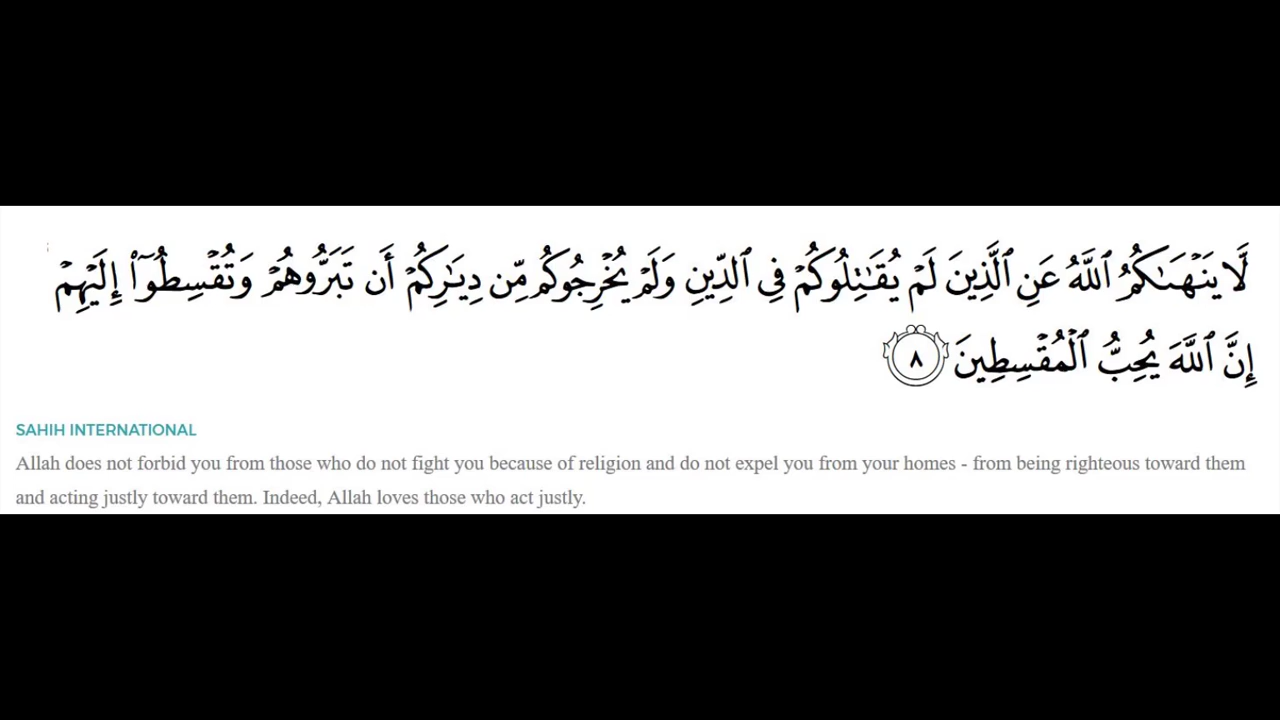 لَّا يَنْهَىٰكُمُ ٱللَّهُ عَنِ ٱلَّذِينَ لَمْ يُقَـٰتِلُوكُمْ فِى ٱلدِّينِ وَلَمْ يُخْرِجُوكُم مِّن دِيَـٰرِكُمْ أَن تَبَرُّوهُمْ وَتُقْسِطُوٓا۟ إِلَيْهِمْ
إِنَّ ٱللَّهَ يُحِبُّ ٱلْمُقْسِطِينَ ٨
SAHIH INTERNATIONAL
Allah does not forbid you from those who do not fight you because of religion and do not expel you from your homes - from being righteous toward them
and acting justly toward them. Indeed, Allah loves those who act justly.